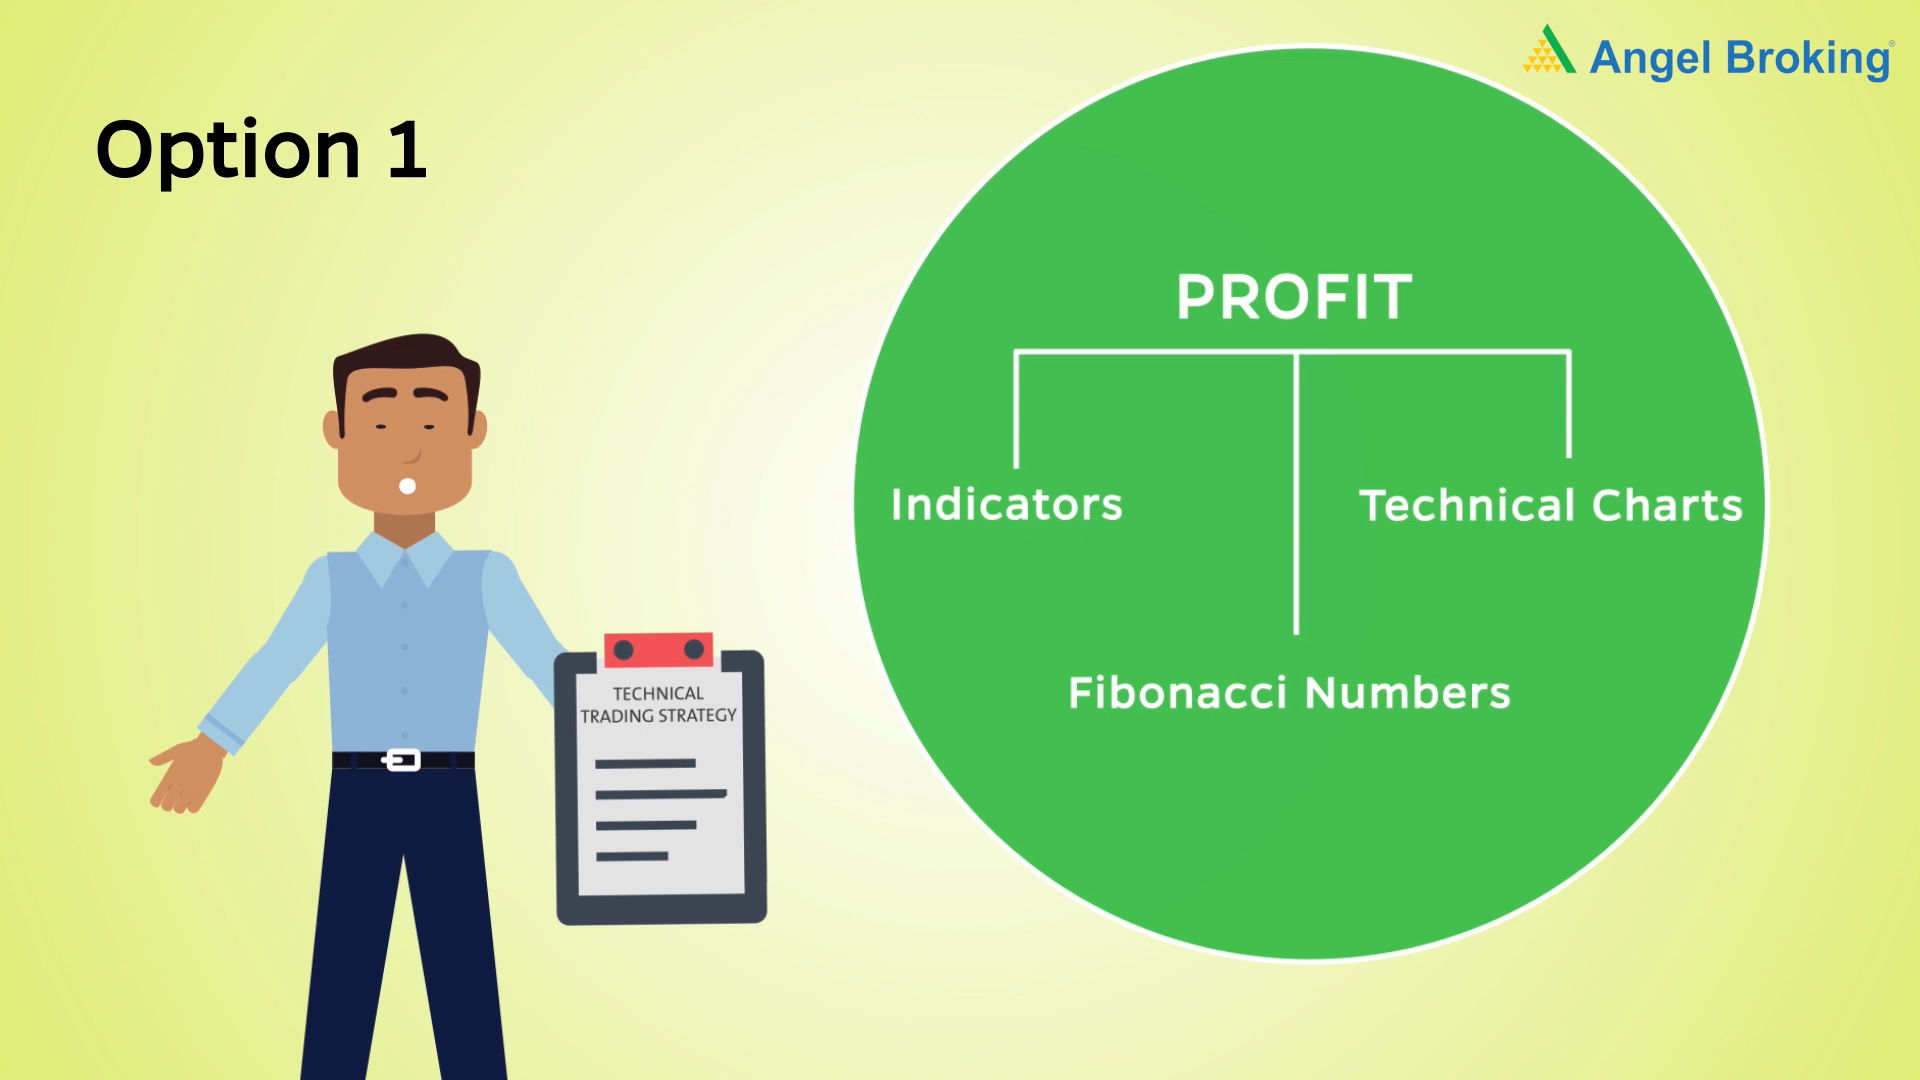 Angel Broking®
Option 1
PROFIT
Indicators
Technical Charts
Fibonacci Numbers
TECHNICAL
TRADING STRATEGY